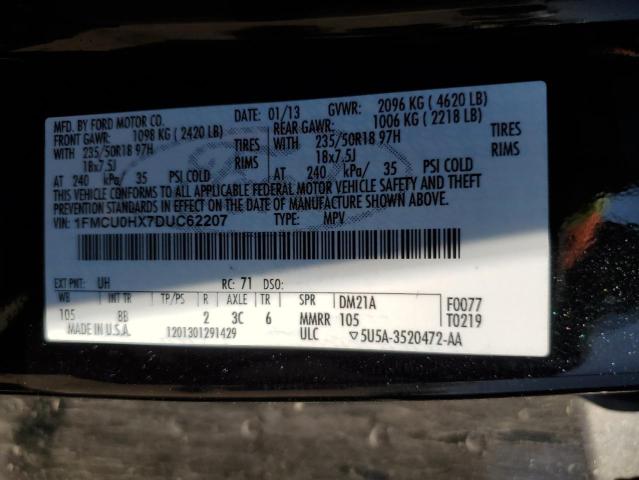 MFD. BY FORD MOTOR CO.
DATE: 01/13 GVWR: 2096 KG ( 4620 LB)
FRONT GAWR: 1098 KG ( 2420 LB) REAR GAWR: 1006 KG ( 2218 LB)
WITH 235/50R18 97H TIRES WITH 235/50R18 97H TIRES
18x7.5J RIMS 18x7.5J RIMS
AT 240 kPa/ 35 PSI COLD AT 240 kPa/ 35 PSI COLD
THIS VEHICLE CONFORMS TO ALL APPLICABLE FEDERAL MOTOR VEHICLE SAFETY AND THEFT
PREVENTION STANDARDS IN EFFECT ON THE DATE OF MANUFACTURE SHOWN ABOVE.
VIN: 1FMCU0HX7DUC62207 TYPE: MPV
EXT PNT: UH RC: 71 DSO:
WB INT TR TP/PS R AXLE TR SPR DM21A F0077
105 BB 2 3C 6 MMRR 105 T0219
MADE IN U.S.A. 1201301291429 ULC ▽5U5A-3520472-AA